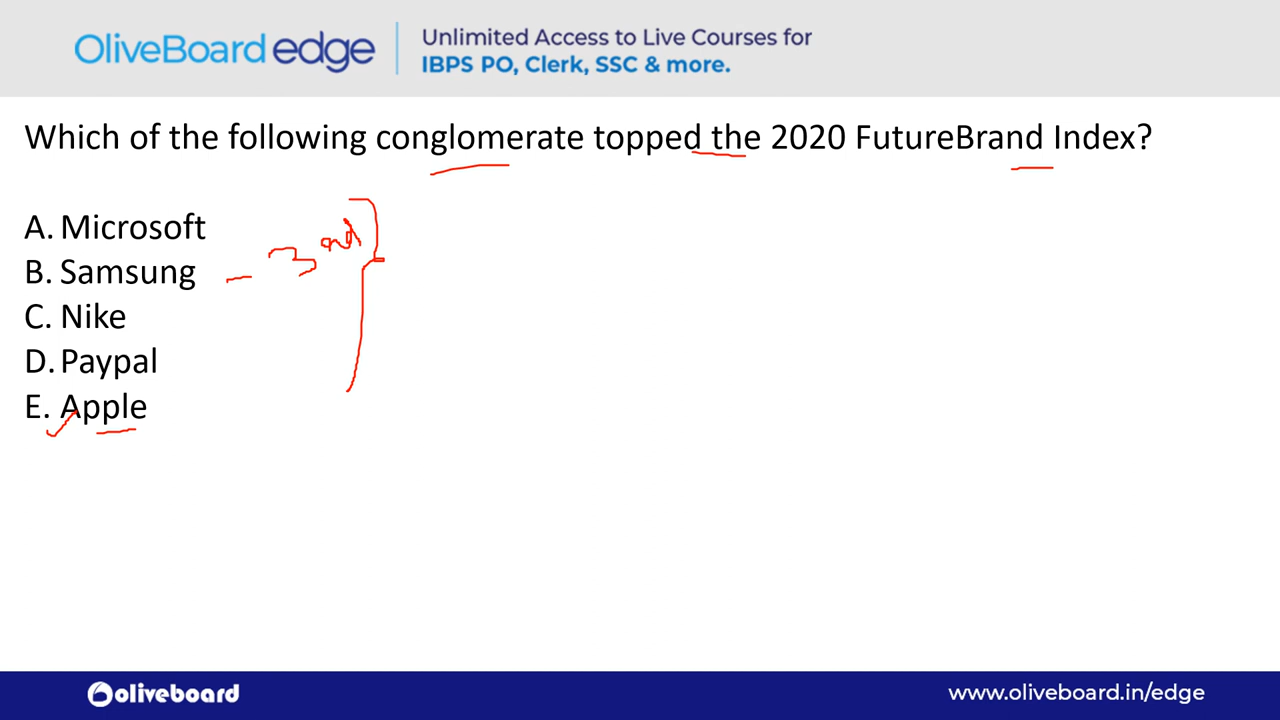 OliveBoard edge
Unlimited Access to Live Courses for
IBPS PO, Clerk, SSC & more.
Which of the following conglomerate topped the 2020 FutureBrand Index?
A. Microsoft
B. Samsung - 3nd
C. Nike
D. Paypal
E. Apple
oliveboard
www.oliveboard.in/edge